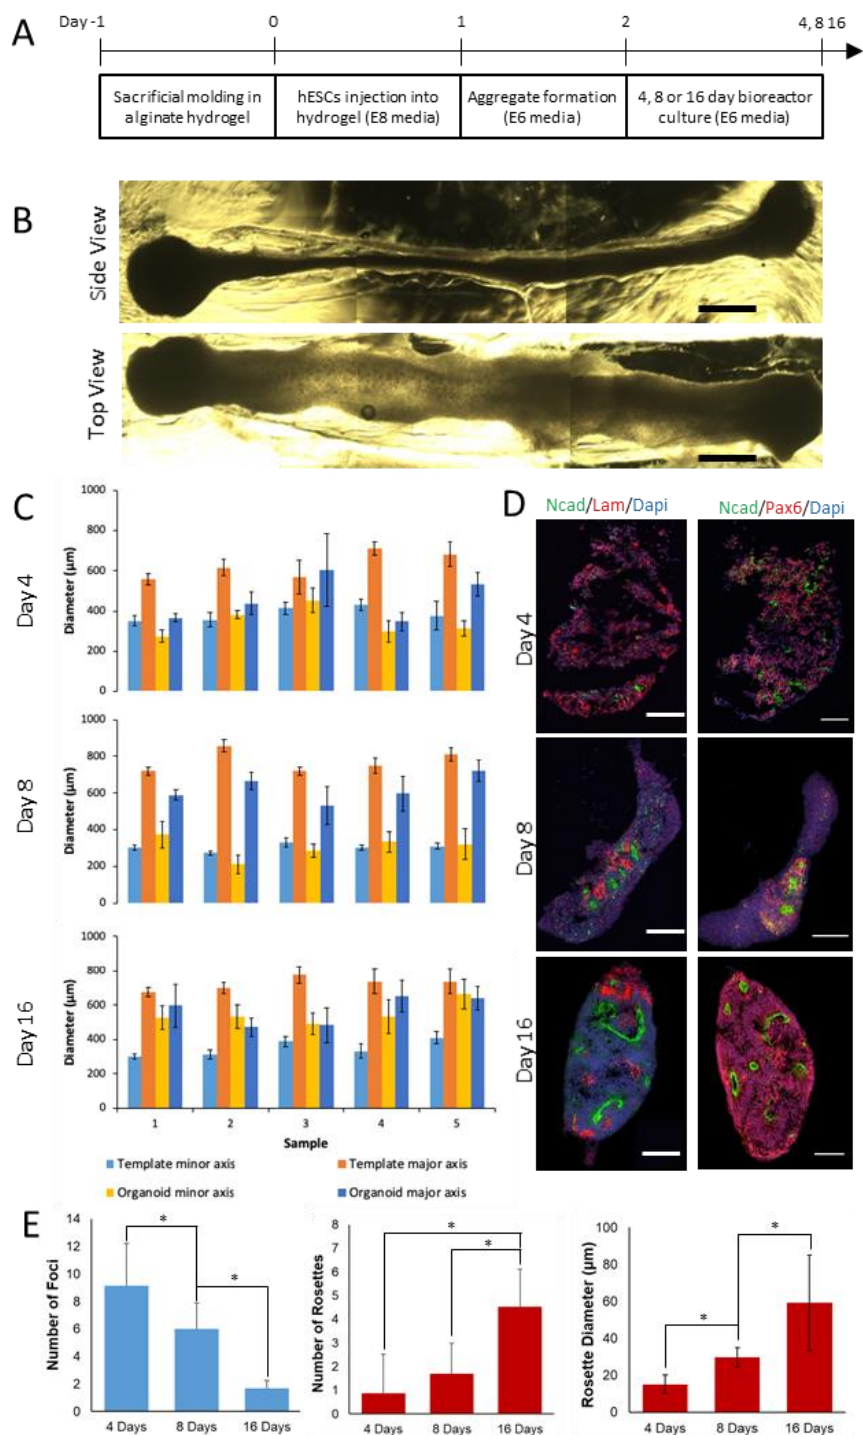 A
Day -1 0 1 2 4, 8 16
Sacrificial molding in
alginate hydrogel
hESCs injection into
hydrogel (E8 media)
Aggregate formation
(E6 media)
4, 8 or 16 day bioreactor
culture (E6 media)
B
Side View
Top View
C
Day 4
Diameter (µm)
1000
800
600
400
200
0
Day 8
Diameter (µm)
1000
800
600
400
200
0
Day 16
Diameter (µm)
1000
800
600
400
200
0
1 2 3 4 5
Sample
Template minor axis
Template major axis
Organoid minor axis
Organoid major axis
D
Ncad/Lam/Dapi
Ncad/Pax6/Dapi
Day 4
Day 8
Day 16
E
Number of Foci
14
12
10
8
6
4
2
0
* *
4 Days 8 Days 16 Days
Number of Rosettes
8
7
6
5
4
3
2
1
0
* *
4 Days 8 Days 16 Days
Rosette Diameter (µm)
100
80
60
40
20
0
* *
4 Days 8 Days 16 Days